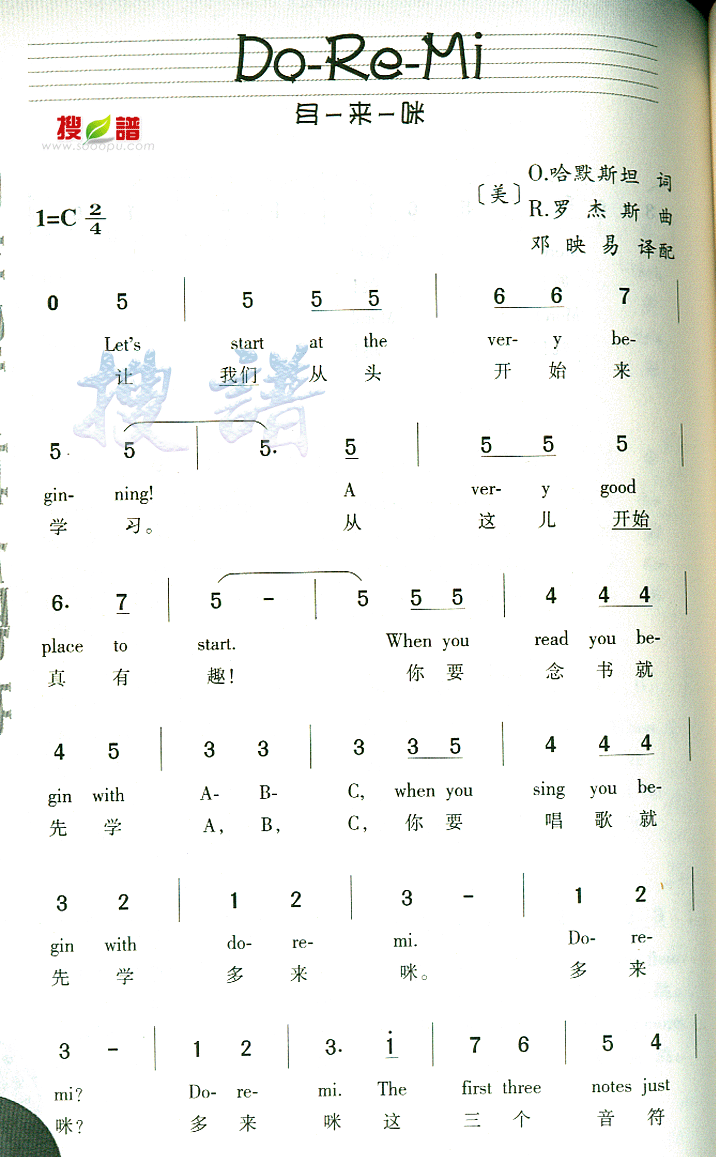 Do-Re-Mi
哆-来-咪
搜谱
www.sooopu.com
〔美〕
O.哈默斯坦 词
R.罗杰斯 曲
邓映易 译配
1=C 2/4
0 5 | 5 5 5 | 6 6 7 |
Let's start at the ver- y be-
让 我们 从 头 开 始 来
搜谱
5. 5 | 5. 5 | 5 5 5
gin- ning! A ver- y good
学 习。 从 这 儿 开始
6. 7 | 5 - | 5 5 5 | 4 4 4 |
place to start. When you read you be-
真 有 趣! 你 要 念 书 就
4 5 | 3 3 | 3 3 5 | 4 4 4 |
gin with A- B- C, when you sing you be-
先 学 A, B, C, 你 要 唱 歌 就
3 2 | 1 2 | 3 - | 1 2 |
gin with do- re- mi. Do- re-
先 学 多 来 咪。 多 来
3 - | 1 2 | 3. i | 7 6 | 5 4 |
mi? Do- re- mi. The first three notes just
咪? 多 来 咪 这 三 个 音 符